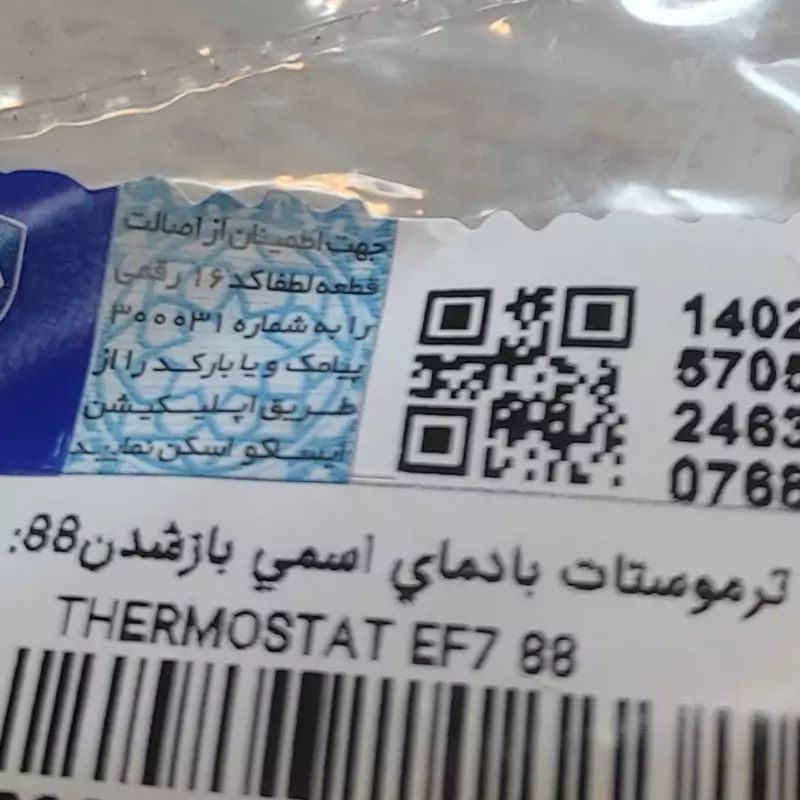 جهت اطمینان از اصالت
قطعه لطفا کد ۱۶ رقمی
را به شماره ۳۰۰۰۳۱
پیامک و یا بارکد را از
طریق اپلیکیشن
ایساکو اسکن نمایید
1402
5705
2463
0768
ترموستات بادماي اسمي بازشدن88:
THERMOSTAT EF7 88